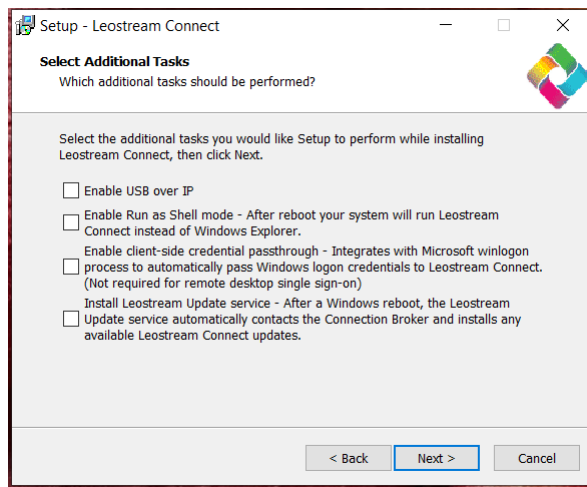 Setup - Leostream Connect
Select Additional Tasks
Which additional tasks should be performed?
Select the additional tasks you would like Setup to perform while installing
Leostream Connect, then click Next.
Enable USB over IP
Enable Run as Shell mode - After reboot your system will run Leostream
Connect instead of Windows Explorer.
Enable client-side credential passthrough - Integrates with Microsoft winlogon
process to automatically pass Windows logon credentials to Leostream Connect.
(Not required for remote desktop single sign-on)
Install Leostream Update service - After a Windows reboot, the Leostream
Update service automatically contacts the Connection Broker and installs any
available Leostream Connect updates.
< Back
Next >
Cancel